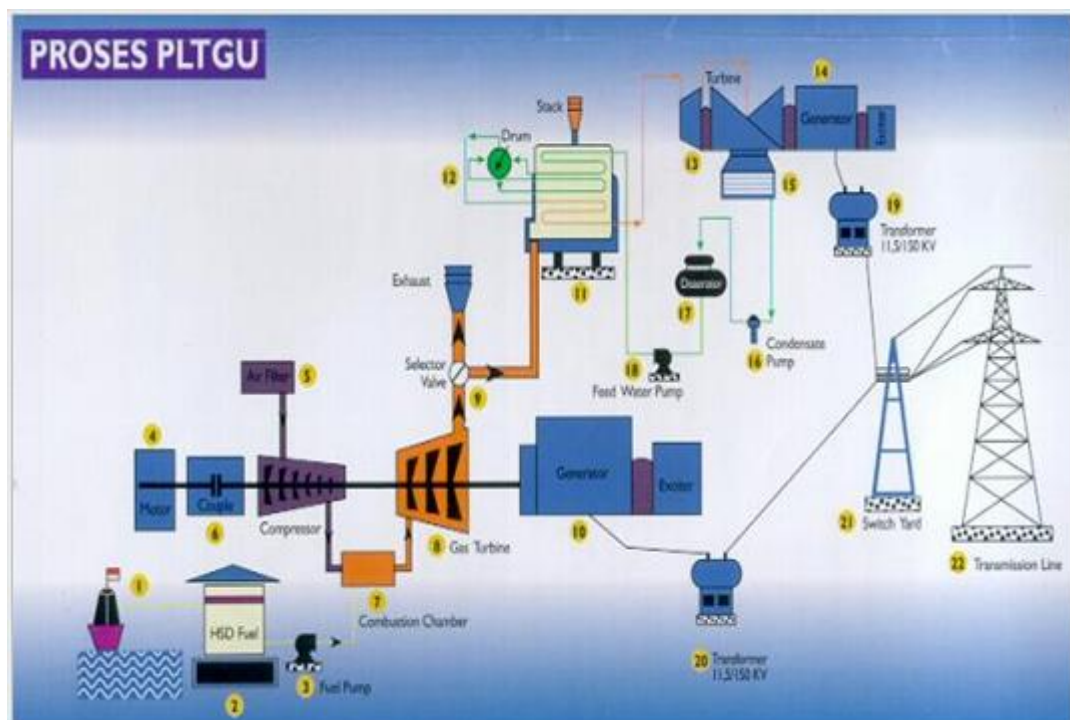 PROSES PLTGU
14
Turbine
Stack
Generator
Exciter
Drum
12
13
15
19
Transformer
11,5/150 KV
Exhaust
11
Dearator
17
Condensate
Pump
16
18
Feed Water Pump
Selector
Valve
9
Air Filter
5
4
Motor
Couple
6
Compressor
8
Gas Turbine
Generator
Exciter
10
21
Switch Yard
22
Transmission Line
1
HSD Fuel
7
Combustion Chamber
2
3
Fuel Pump
20
Transformer
11,5/150 KV